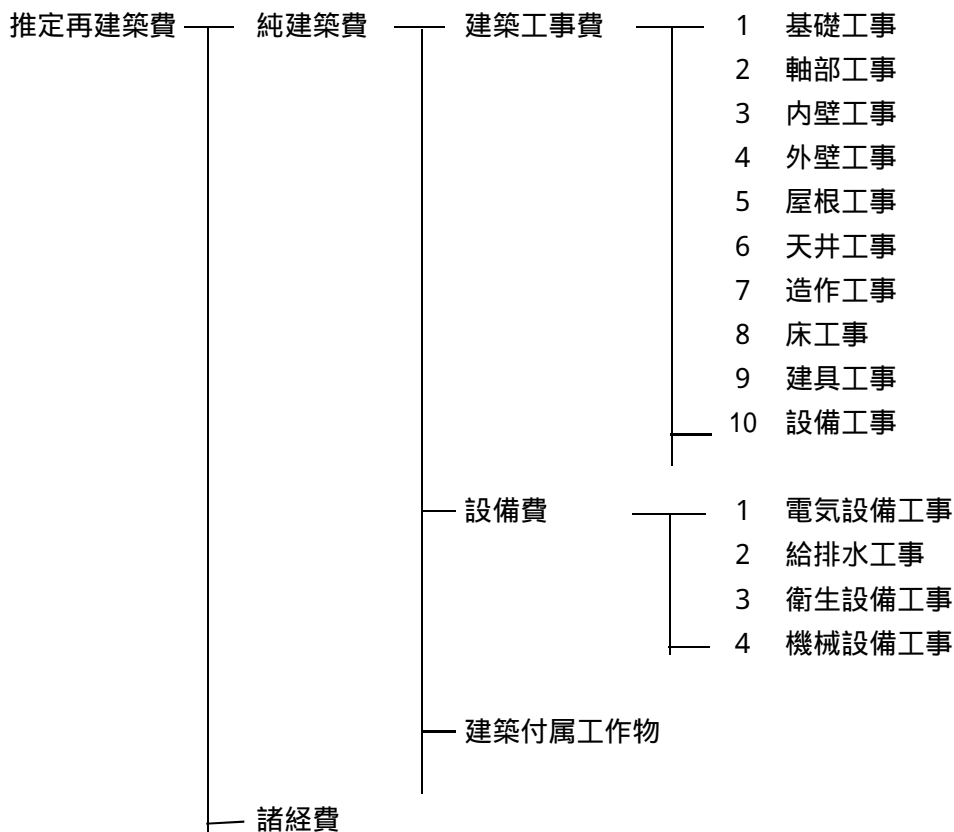 推定再建築費 純建築費 建築工事費 1 基礎工事
2 軸部工事
3 内壁工事
4 外壁工事
5 屋根工事
6 天井工事
7 造作工事
8 床工事
9 建具工事
10 設備工事
設備費 1 電気設備工事
2 給排水工事
3 衛生設備工事
4 機械設備工事
建築付属工作物
諸経費